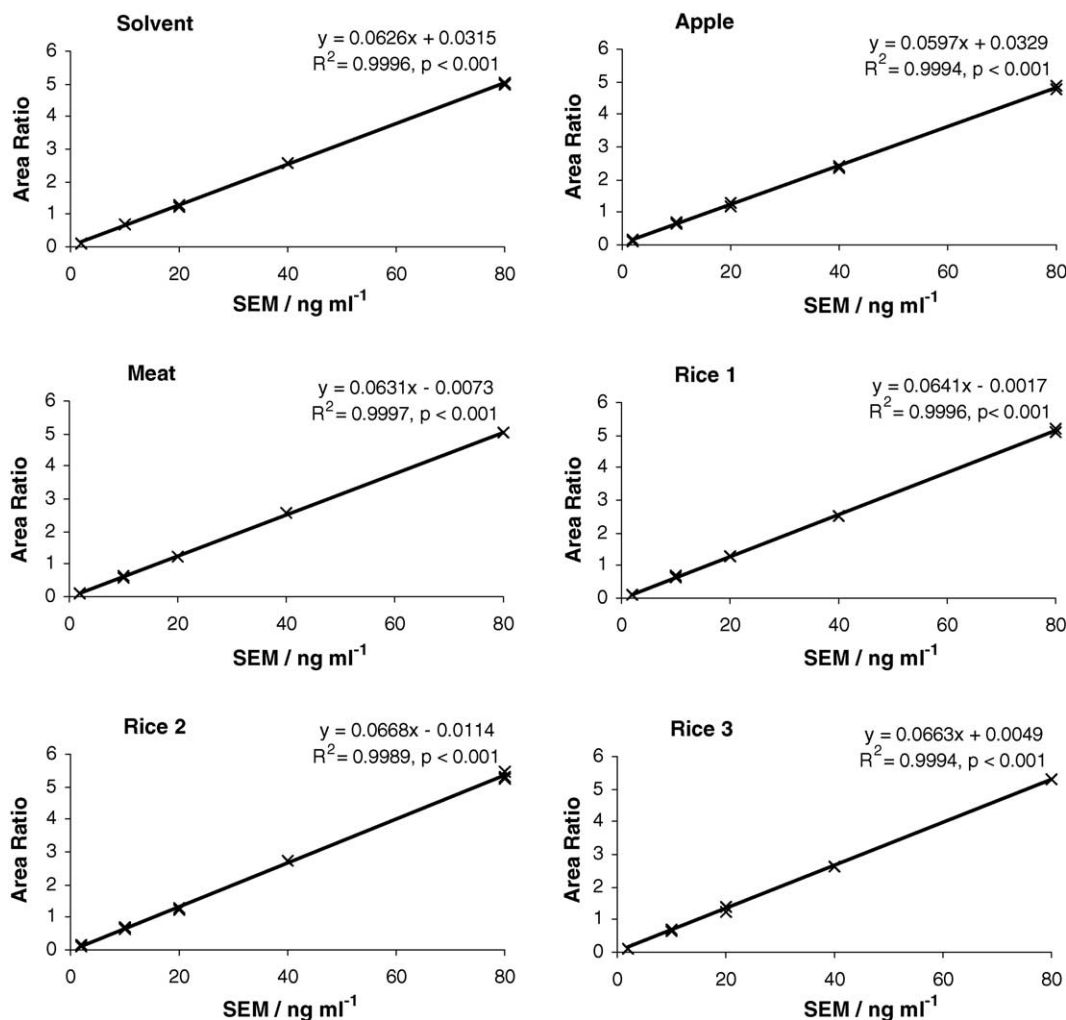 Solvent
y = 0.0626x + 0.0315
R² = 0.9996, p < 0.001
Area Ratio
6
5
4
3
2
1
0
0 20 40 60 80
SEM / ng ml⁻¹
Apple
y = 0.0597x + 0.0329
R² = 0.9994, p < 0.001
Area Ratio
6
5
4
3
2
1
0
0 20 40 60 80
SEM / ng ml⁻¹
Meat
y = 0.0631x - 0.0073
R² = 0.9997, p < 0.001
Area Ratio
6
5
4
3
2
1
0
0 20 40 60 80
SEM / ng ml⁻¹
Rice 1
y = 0.0641x - 0.0017
R² = 0.9996, p< 0.001
Area Ratio
6
5
4
3
2
1
0
0 20 40 60 80
SEM / ng ml⁻¹
Rice 2
y = 0.0668x - 0.0114
R² = 0.9989, p < 0.001
Area Ratio
6
5
4
3
2
1
0
0 20 40 60 80
SEM / ng ml⁻¹
Rice 3
y = 0.0663x + 0.0049
R² = 0.9994, p < 0.001
Area Ratio
6
5
4
3
2
1
0
0 20 40 60 80
SEM / ng ml⁻¹